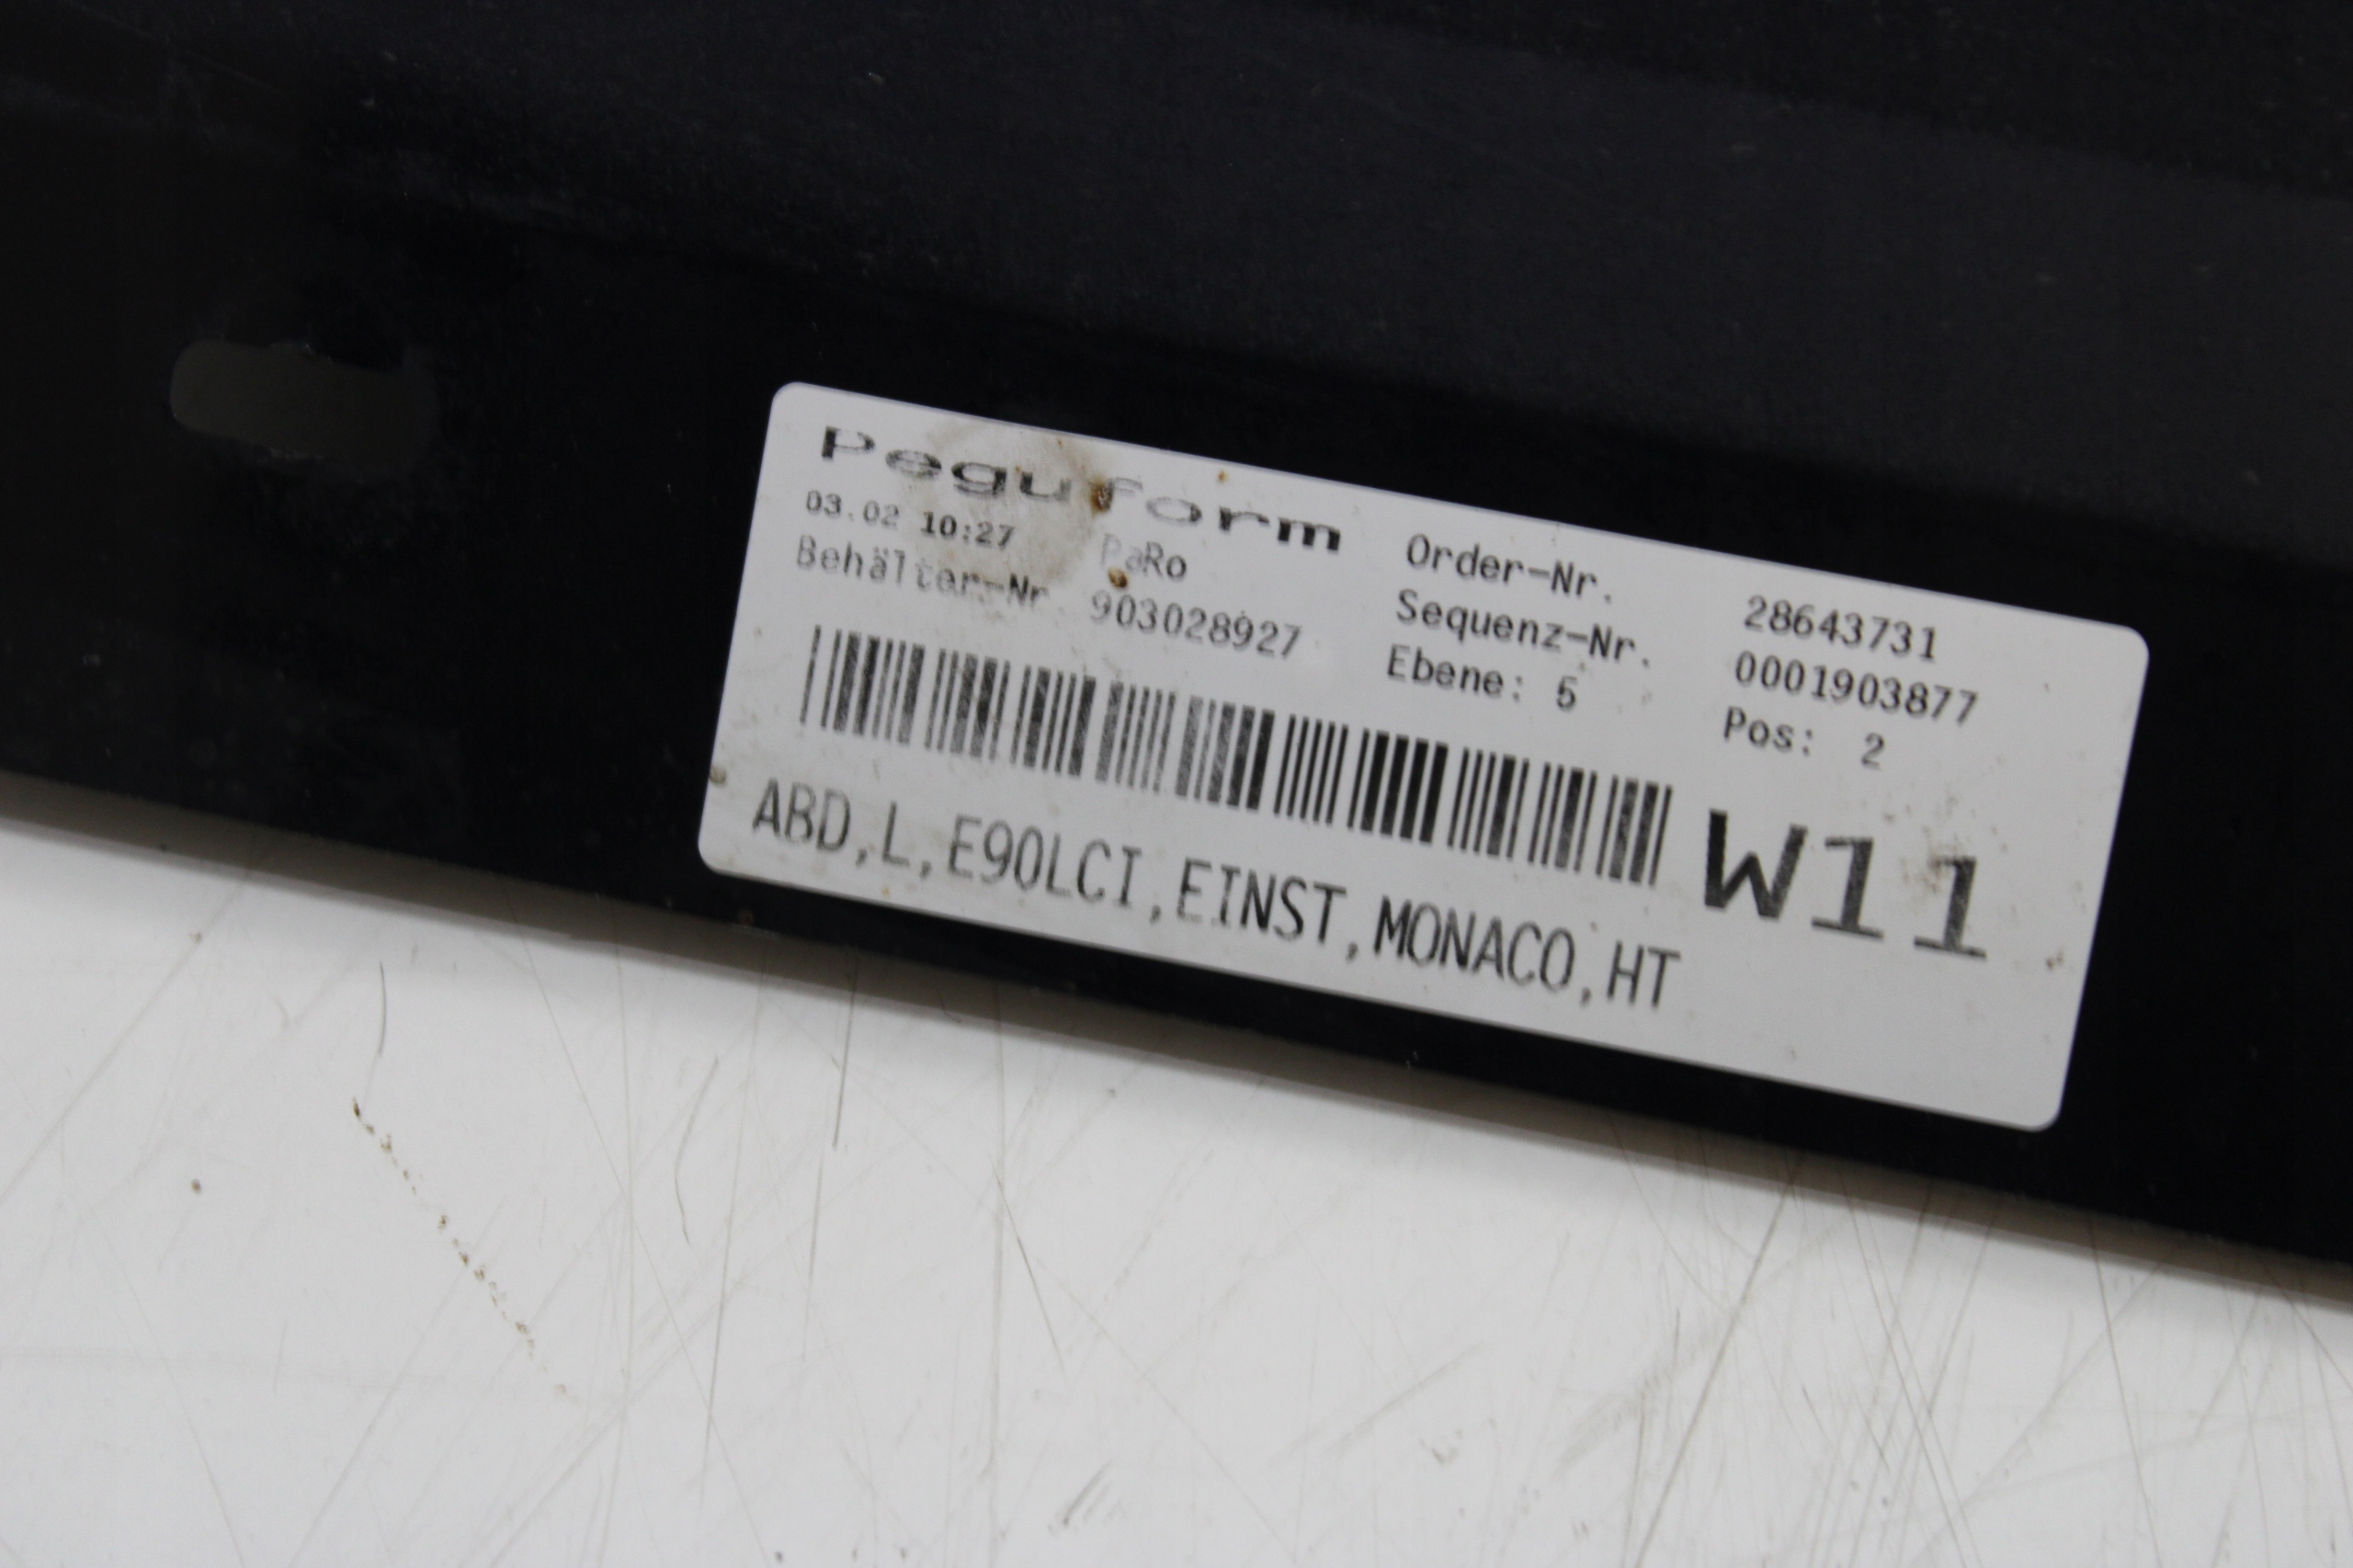 Peguform
03.02 10:27 PaRo Order-Nr. 28643731
Behälter-Nr 903028927 Sequenz-Nr. 0001903877
Ebene: 5 Pos: 2
W11
ABD,L,E90LCI,EINST,MONACO,HT